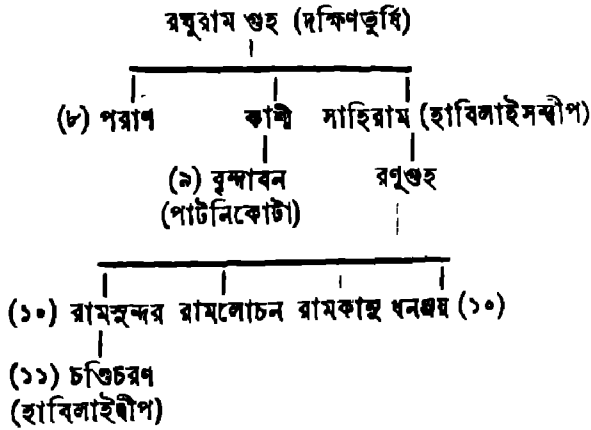 রঘুরাম গুহ (দক্ষিণভূর্ষি)
(৮) পরাণ কাশী সাহিরাম (হাবিলাইসদ্বীপ)
(৯) বৃন্দাবন রণুগুহ
(পাটনিকোটা)
(১০) রামসুন্দর রামলোচন রামকান্ত ধনঞ্জয় (১০)
(১১) চণ্ডিচরণ
(হাবিলাইদ্বীপ)